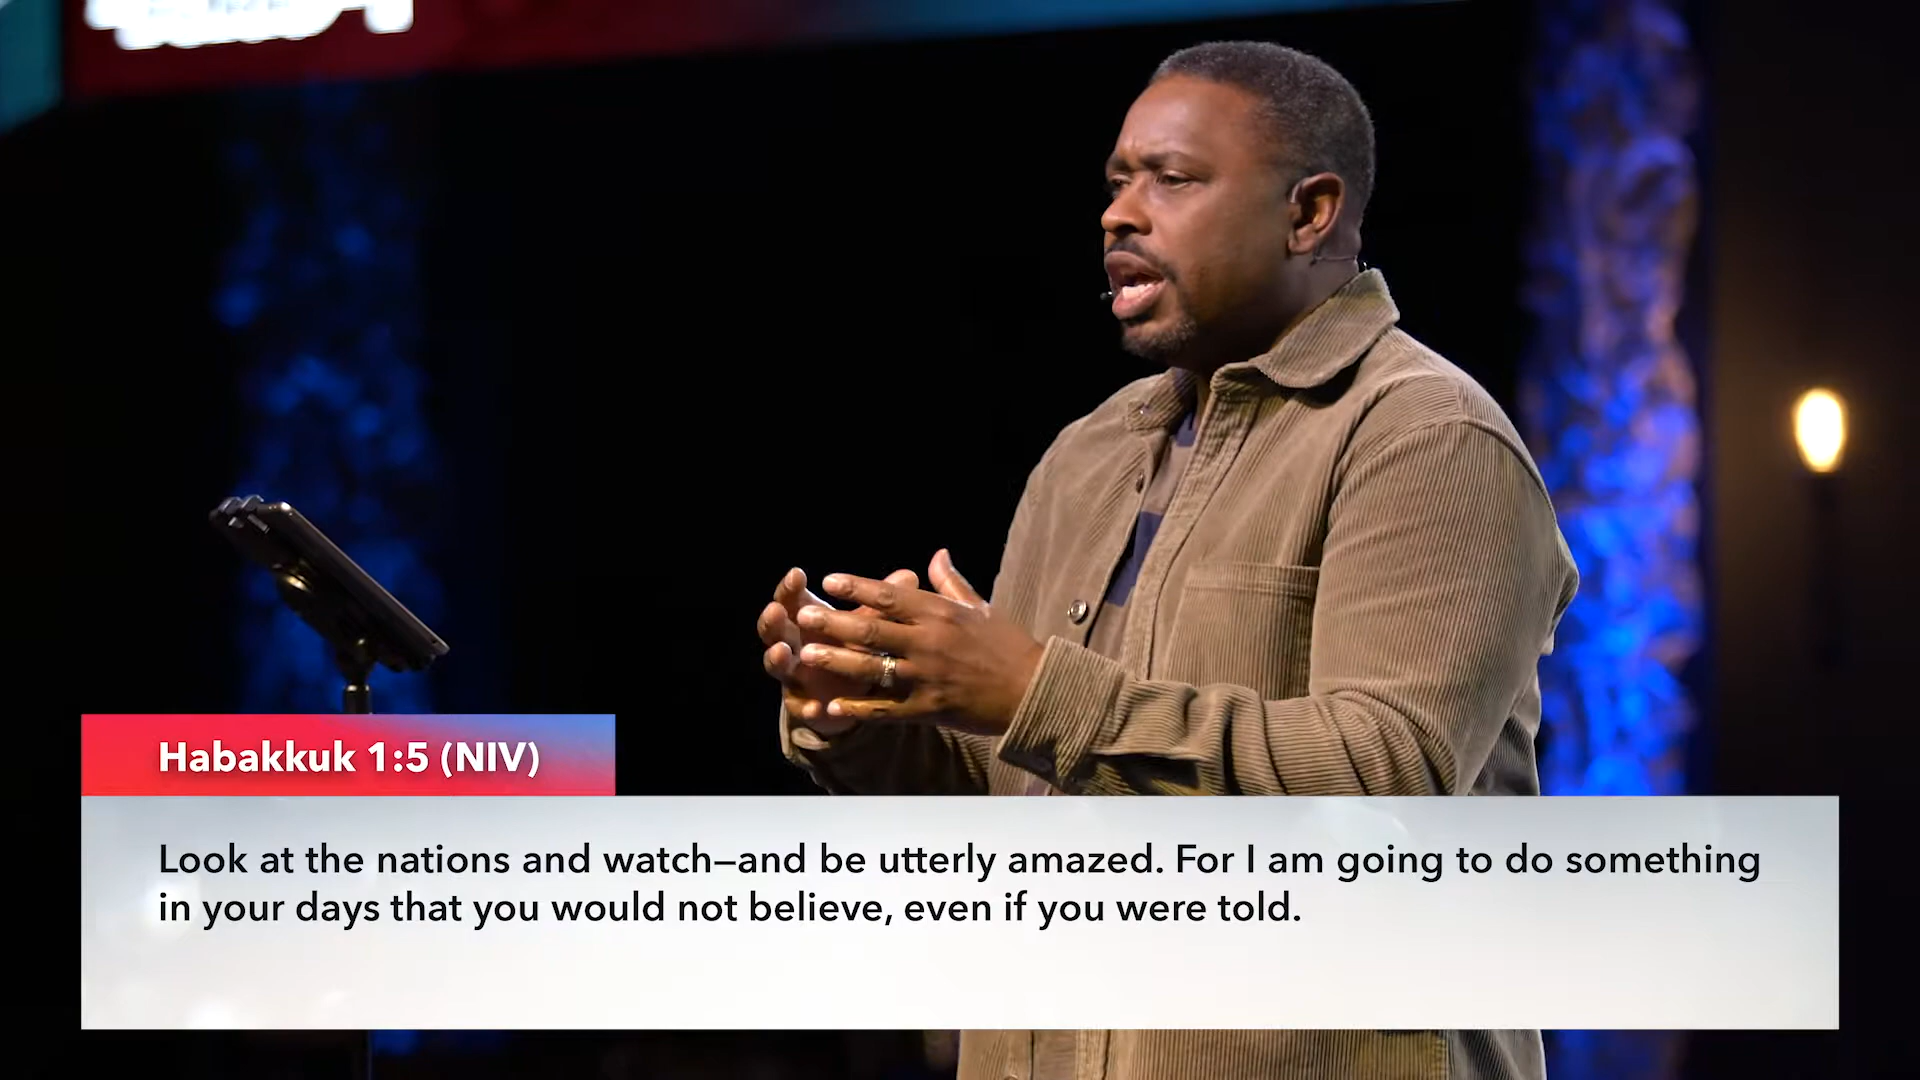 Habakkuk 1:5 (NIV)
Look at the nations and watch—and be utterly amazed. For I am going to do something
in your days that you would not believe, even if you were told.